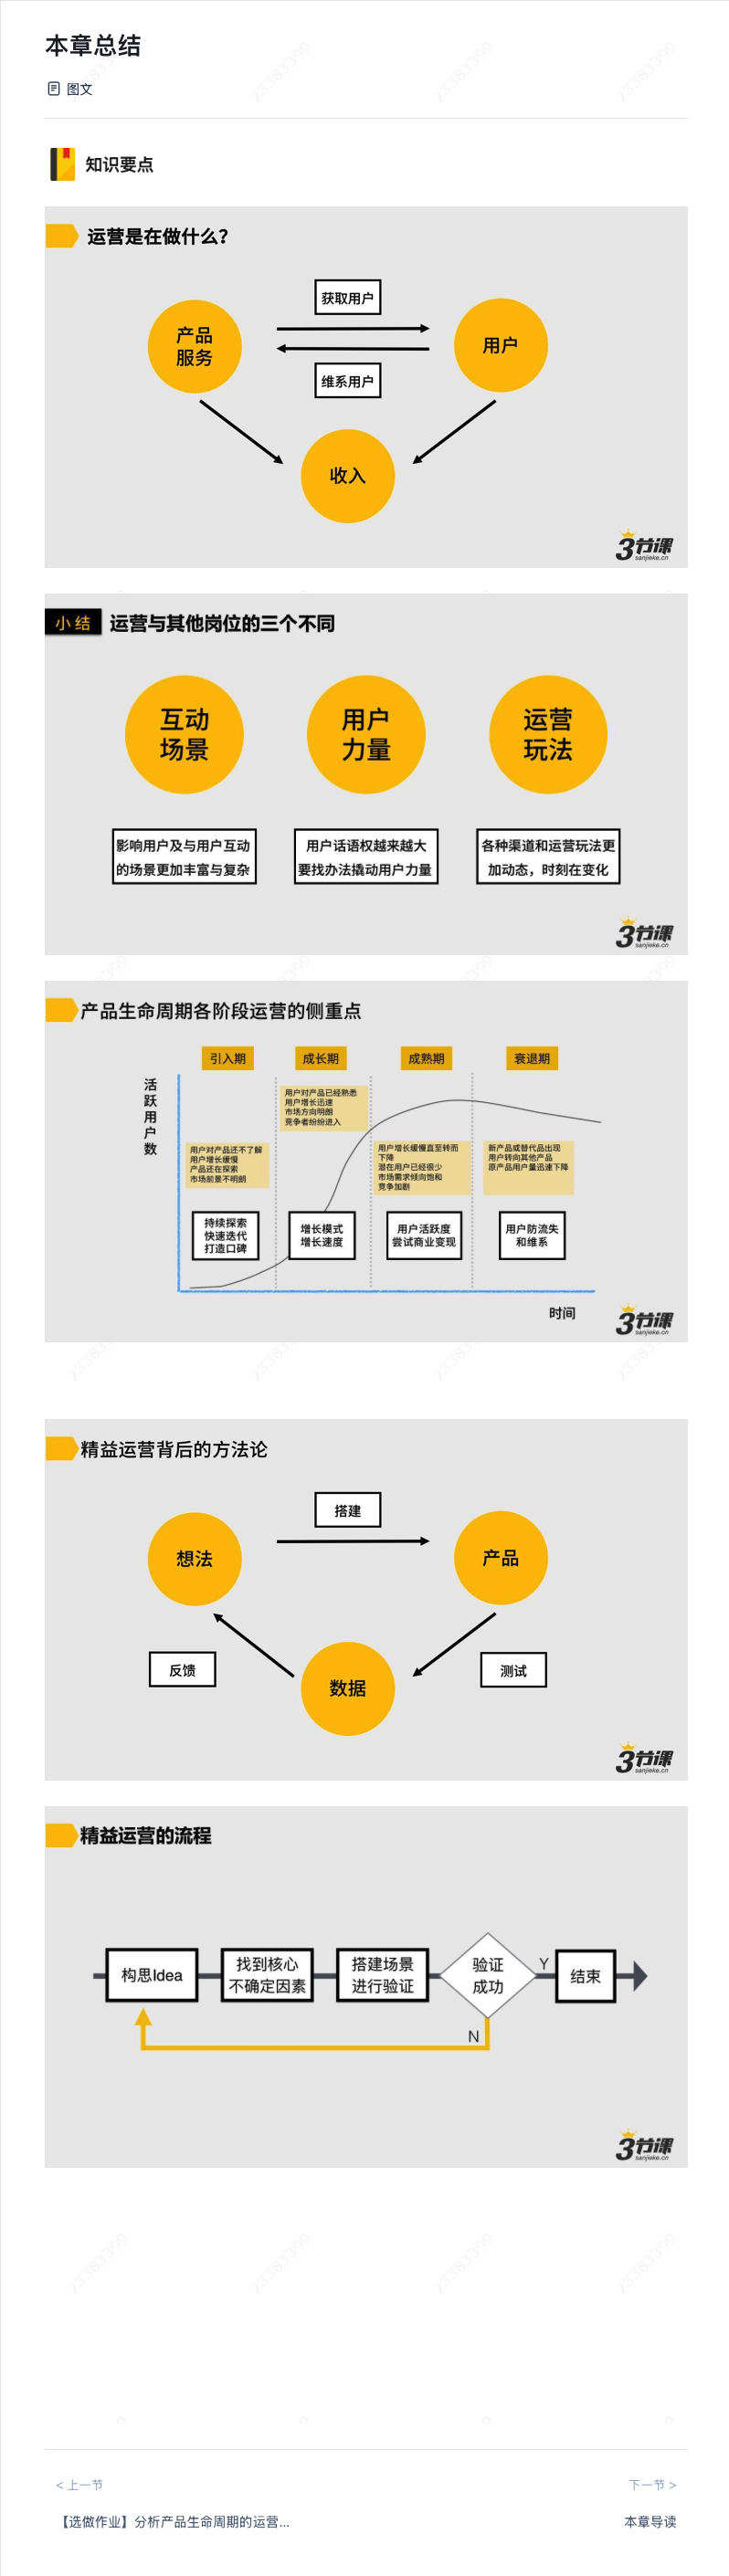 本章总结
图文
知识要点
运营是在做什么？
获取用户
产品
服务
用户
维系用户
收入
3节课
sanjieke.cn
小结 运营与其他岗位的三个不同
互动
场景
用户
力量
运营
玩法
影响用户及与用户互动
的场景更加丰富与复杂
用户话语权越来越大
要找办法撬动用户力量
各种渠道和运营玩法更
加动态，时刻在变化
3节课
sanjieke.cn
产品生命周期各阶段运营的侧重点
引入期 成长期 成熟期 衰退期
活
跃
用
户
数
用户对产品还不了解
用户增长缓慢
产品还在探索
市场前景不明朗
用户对产品已经熟悉
用户增长迅速
市场方向明朗
竞争者纷纷进入
用户增长缓慢直至转而
下降
潜在用户已经很少
市场需求倾向饱和
竞争加剧
新产品或替代品出现
用户转向其他产品
原产品用户量迅速下降
持续探索
快速迭代
打造口碑
增长模式
增长速度
用户活跃度
尝试商业变现
用户防流失
和维系
时间
3节课
sanjieke.cn
精益运营背后的方法论
搭建
想法
产品
反馈
测试
数据
3节课
sanjieke.cn
精益运营的流程
构思Idea
找到核心
不确定因素
搭建场景
进行验证
验证
成功
Y
结束
N
3节课
sanjieke.cn
23383399
< 上一节
下一节 >
【选做作业】分析产品生命周期的运营...
本章导读